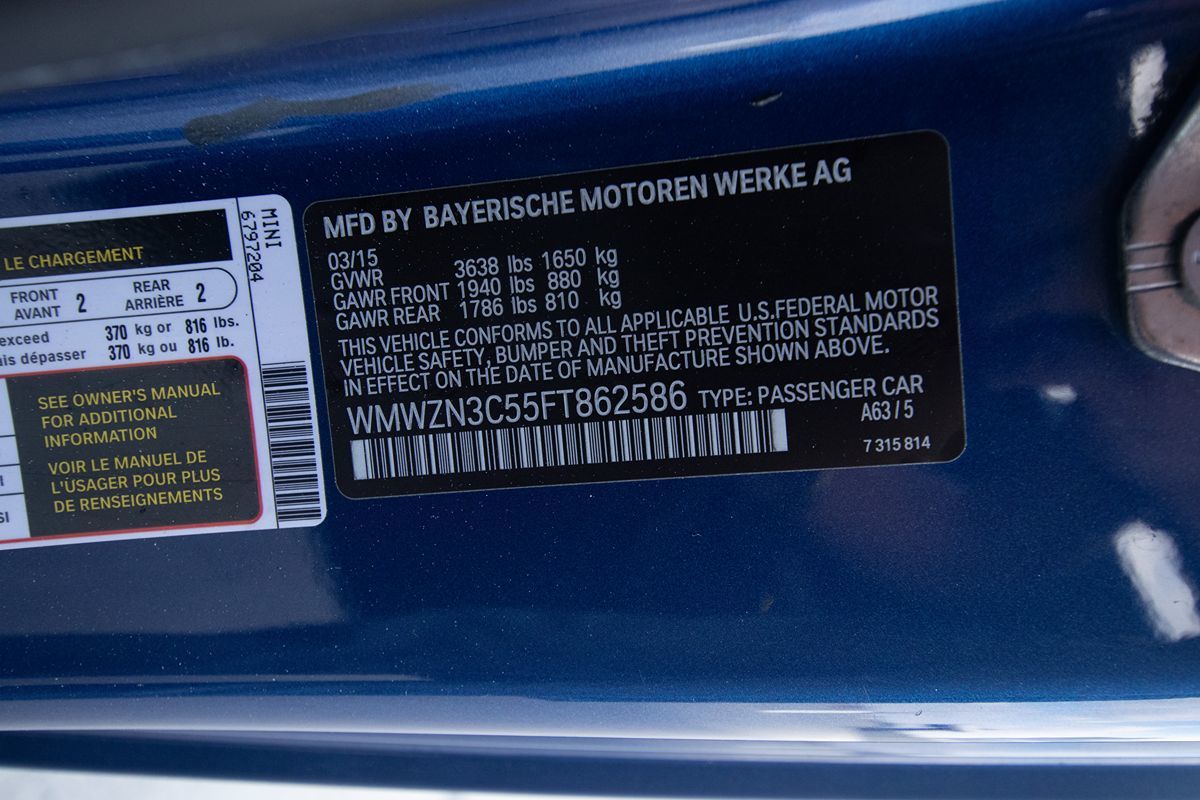 LE CHARGEMENT
FRONT
AVANT 2
REAR
ARRIÈRE 2
exceed 370 kg or 816 lbs.
dépasser 370 kg ou 816 lb.
SEE OWNER'S MANUAL
FOR ADDITIONAL
INFORMATION
VOIR LE MANUEL DE
L'USAGER POUR PLUS
DE RENSEIGNEMENTS
MINI
6797204
MFD BY BAYERISCHE MOTOREN WERKE AG
03/15
GVWR 3638 lbs 1650 kg
GAWR FRONT 1940 lbs 880 kg
GAWR REAR 1786 lbs 810 kg
THIS VEHICLE CONFORMS TO ALL APPLICABLE U.S.FEDERAL MOTOR
VEHICLE SAFETY, BUMPER AND THEFT PREVENTION STANDARDS
IN EFFECT ON THE DATE OF MANUFACTURE SHOWN ABOVE.
WMWZN3C55FT862586 TYPE: PASSENGER CAR
A63/5
7 315 814